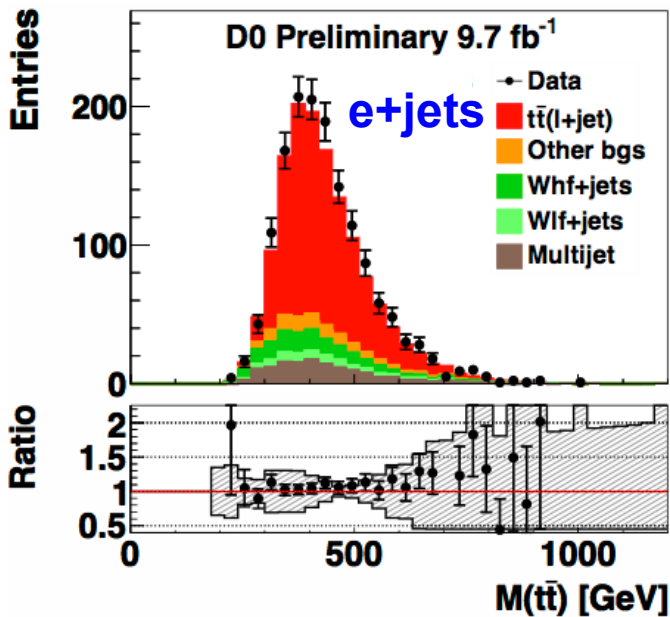 D0 Preliminary 9.7 fb⁻¹
Entries
200
100
0
e+jets
Data
tt̄(l+jet)
Other bgs
Whf+jets
Wlf+jets
Multijet
Ratio
2
1.5
1
0.5
0 500 1000
M(tt̄) [GeV]